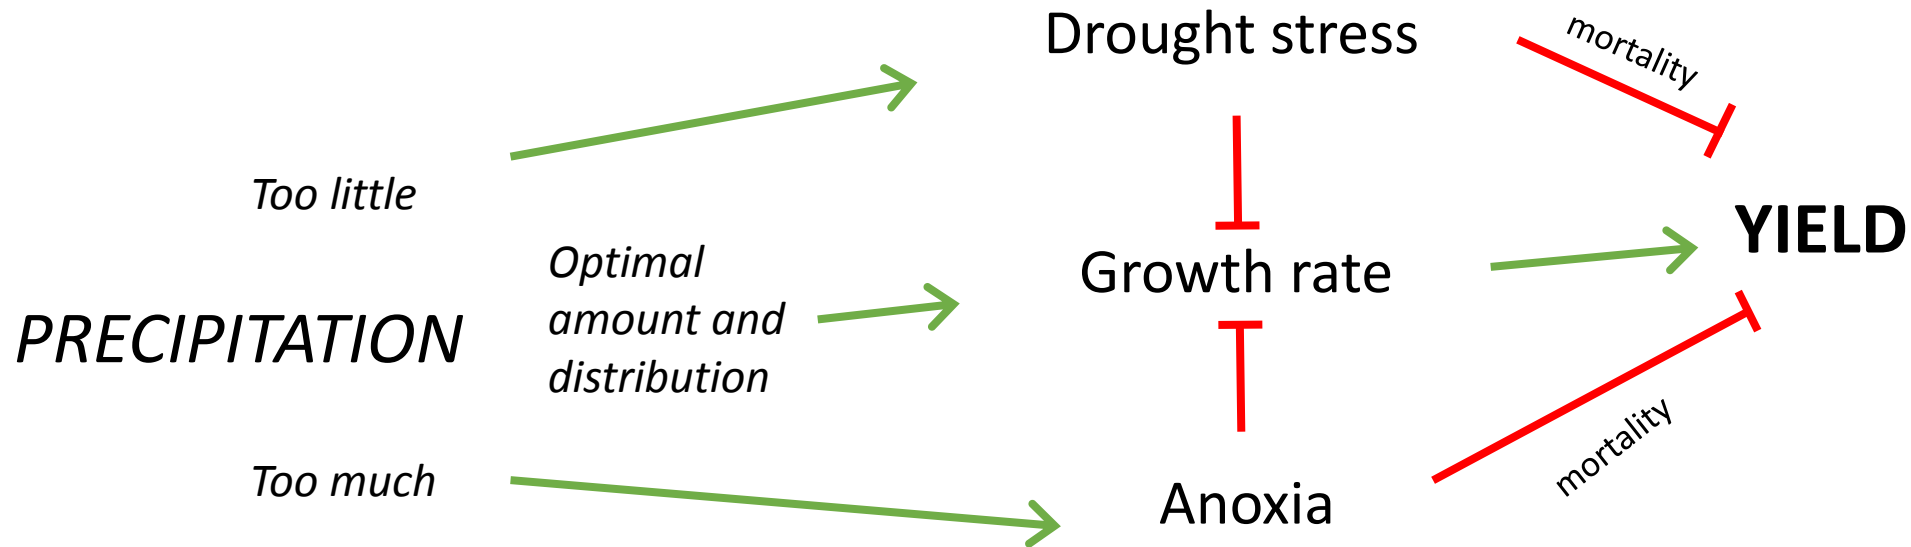 Drought stress
mortality
Too little
YIELD
Optimal
amount and
distribution
Growth rate
PRECIPITATION
mortality
Too much
Anoxia